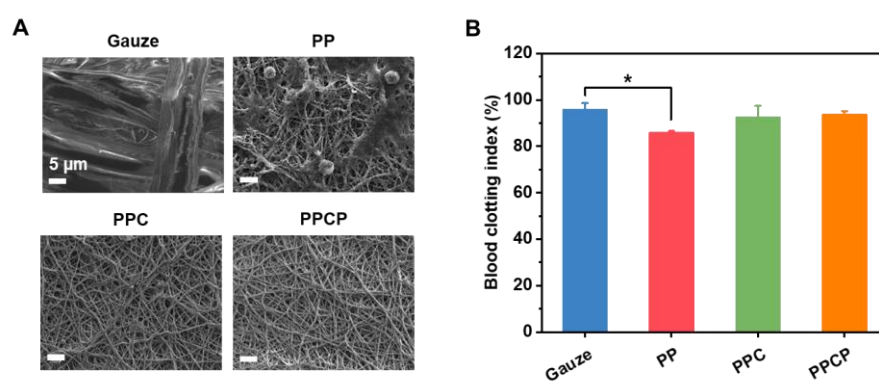 A
Gauze
PP
5 μm
PPC
PPCP
B
Blood clotting index (%)
120
100
80
60
40
20
0
*
Gauze
PP
PPC
PPCP